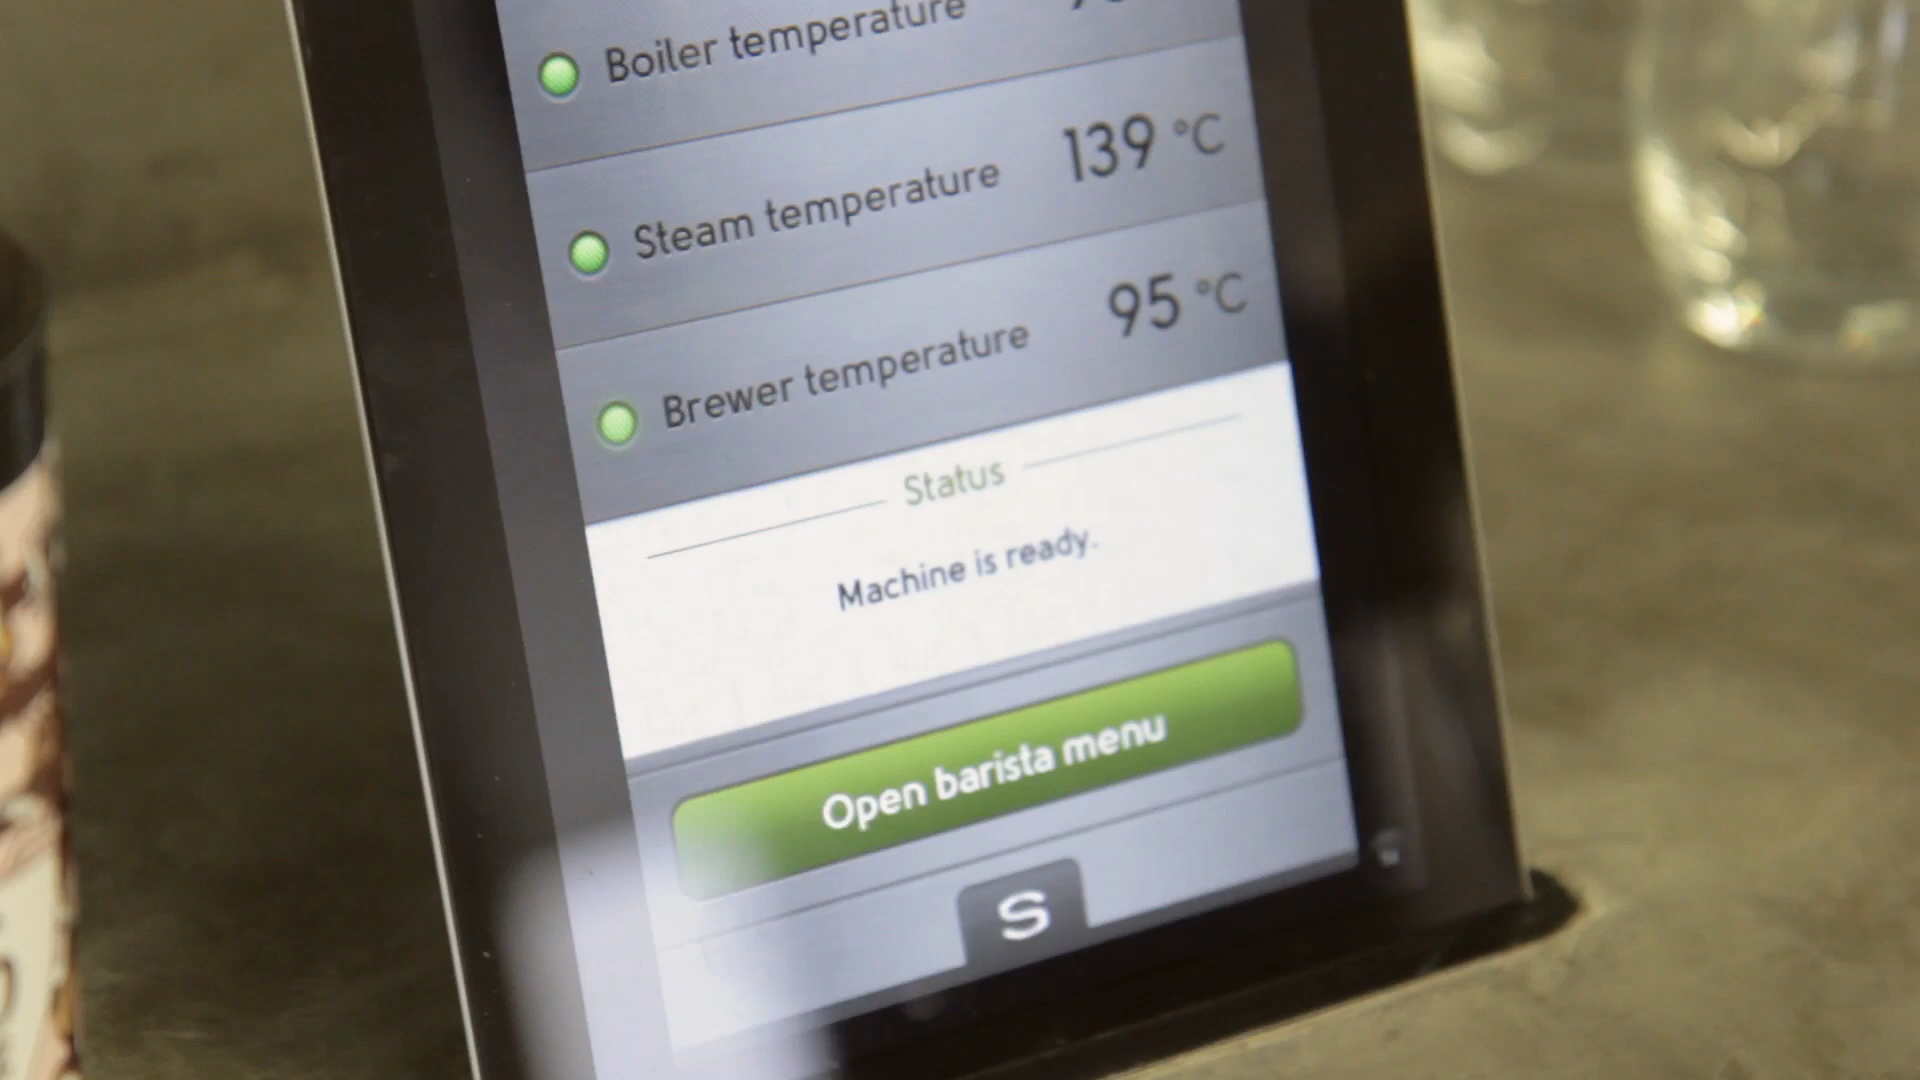 Boiler temperature
Steam temperature 139 °C
Brewer temperature 95 °C
Status
Machine is ready.
Open barista menu
S